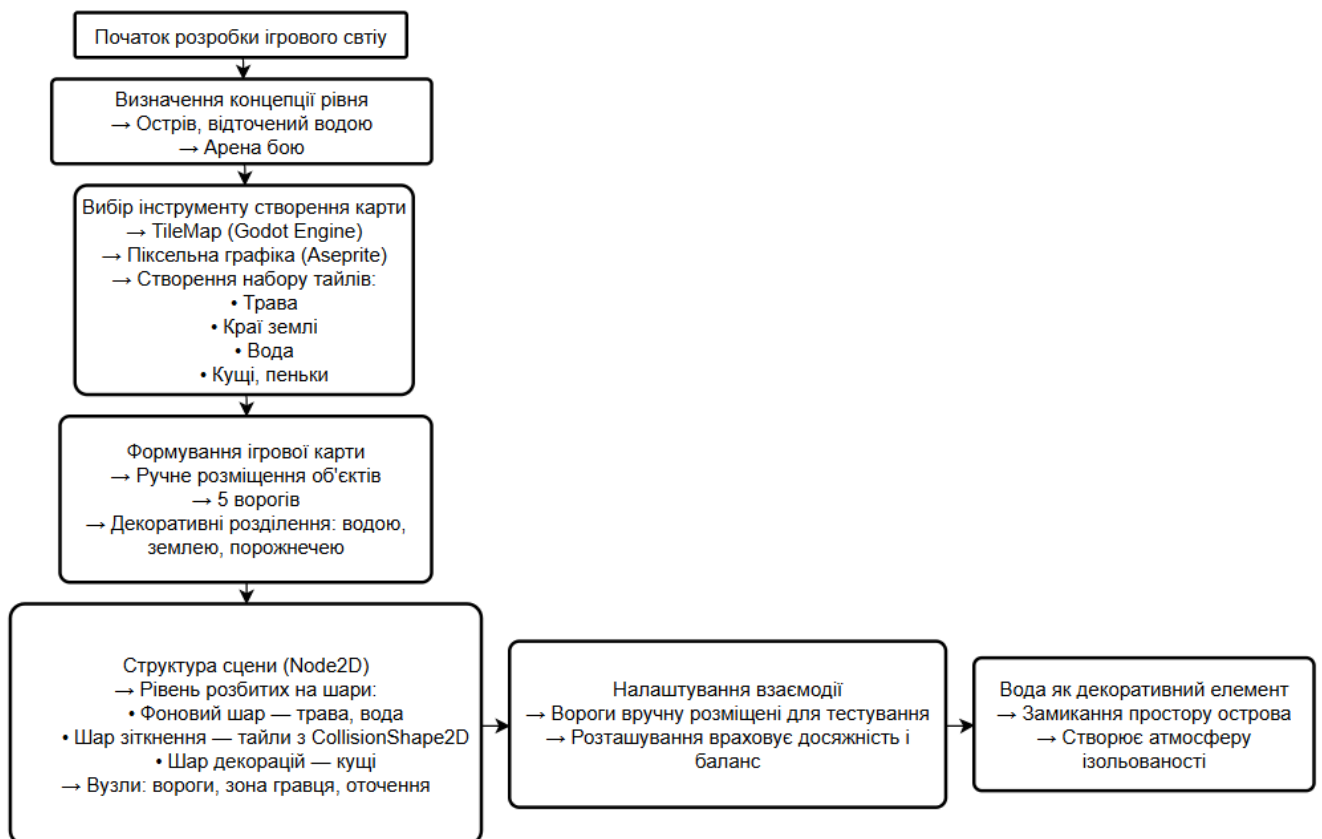 Початок розробки ігрового світіу
Визначення концепції рівня
→ Острів, відточений водою
→ Арена бою
Вибір інструменту створення карти
→ TileMap (Godot Engine)
→ Піксельна графіка (Aseprite)
→ Створення набору тайлів:
• Трава
• Краї землі
• Вода
• Кущі, пеньки
Формування ігрової карти
→ Ручне розміщення об'єктів
→ 5 ворогів
→ Декоративні розділення: водою,
землею, порожнечею
Структура сцени (Node2D)
→ Рівень розбитих на шари:
• Фоновий шар — трава, вода
• Шар зіткнення — тайли з CollisionShape2D
• Шар декорацій — кущі
→ Вузли: вороги, зона гравця, оточення
Налаштування взаємодії
→ Вороги вручну розміщені для тестування
→ Розташування враховує досяжність і
баланс
Вода як декоративний елемент
→ Замикання простору острова
→ Створює атмосферу
ізольованості